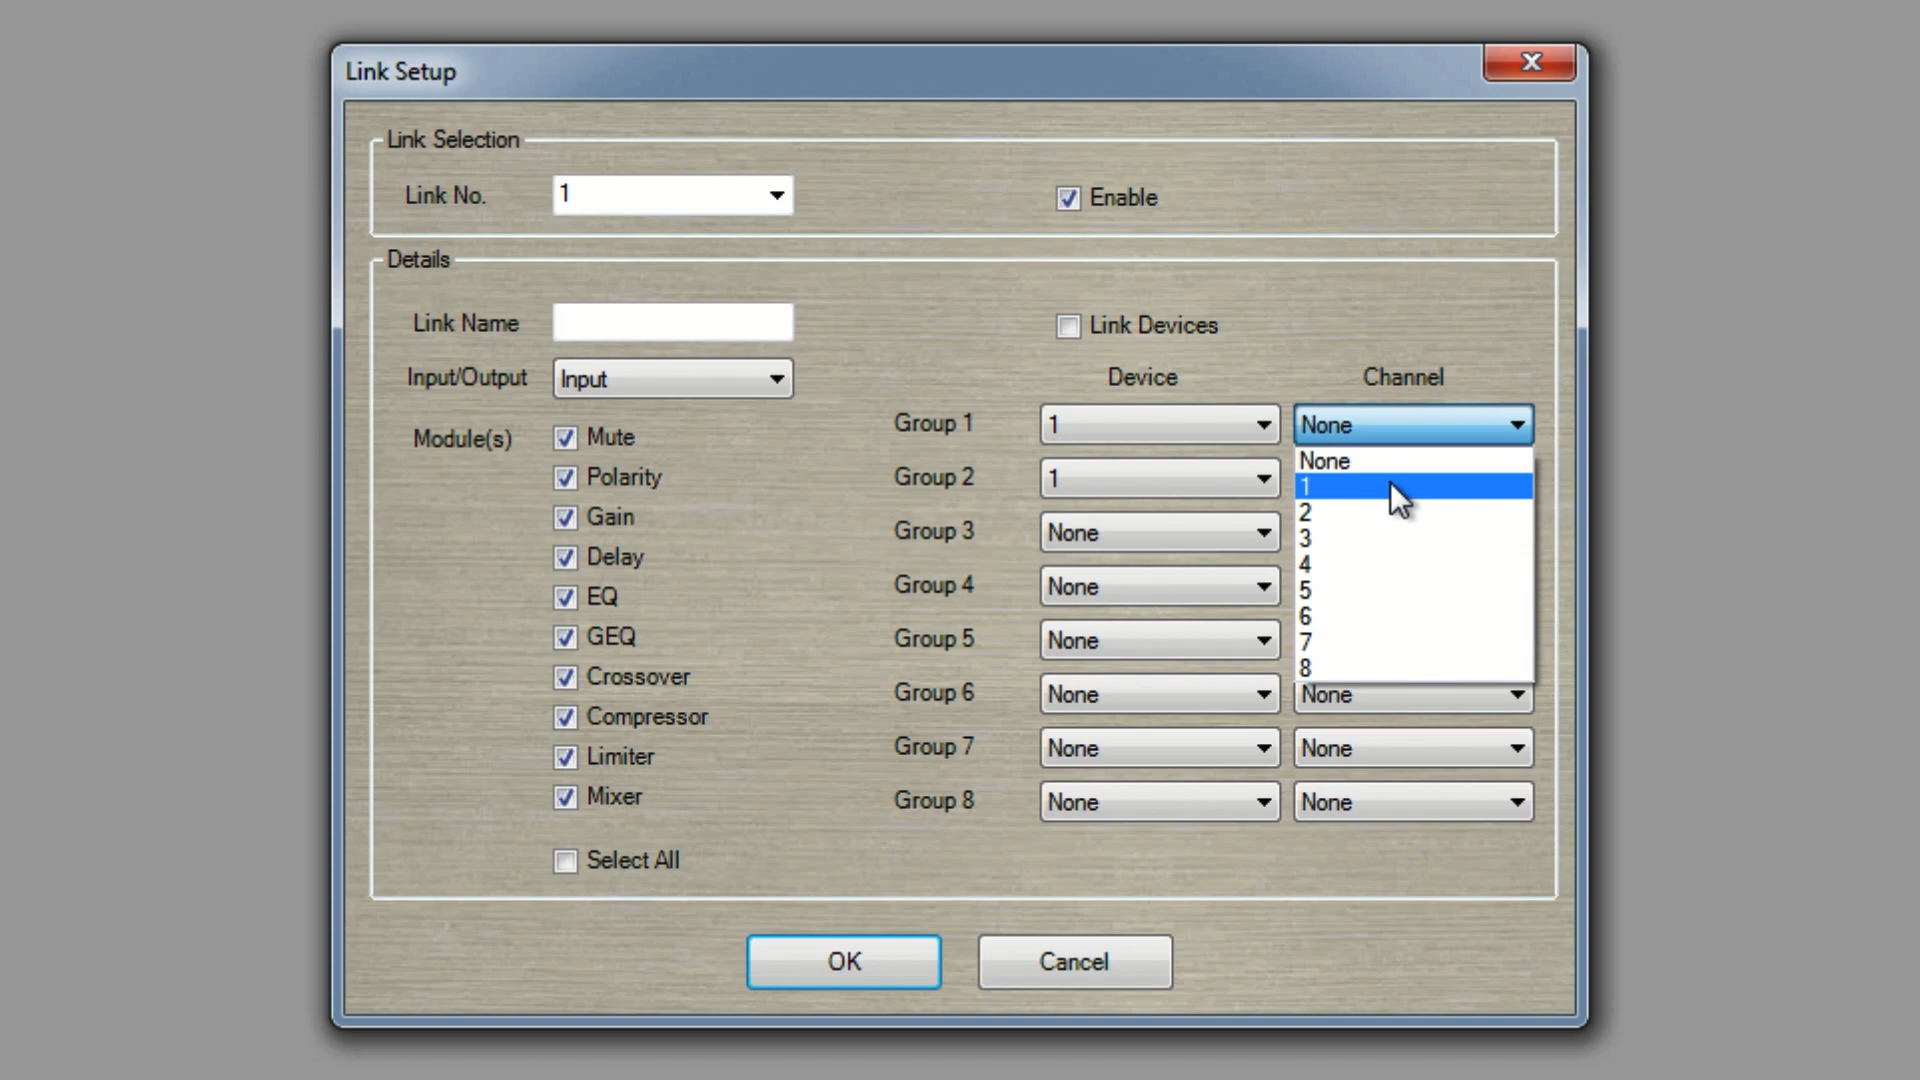 Link Setup
Link Selection
Link No. 1 Enable
Details
Link Name Link Devices
Input/Output Input Device Channel
Module(s) Mute Group 1 1 None
None
Polarity Group 2 1 1
Gain 2
Group 3 None 3
Delay 4
EQ Group 4 None 5
6
GEQ Group 5 None 7
Crossover 8
Group 6 None None
Compressor
Limiter Group 7 None None
Mixer Group 8 None None
Select All
OK Cancel